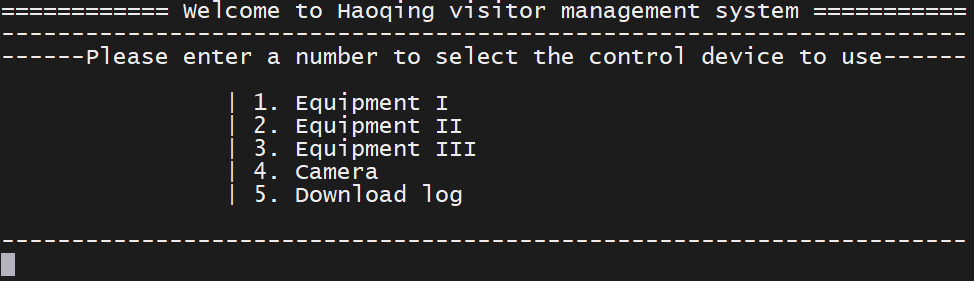 ============ Welcome to Haoqing visitor management system ===========
---------------------------------------------------------------------
------Please enter a number to select the control device to use------
| 1. Equipment I
| 2. Equipment II
| 3. Equipment III
| 4. Camera
| 5. Download log
---------------------------------------------------------------------